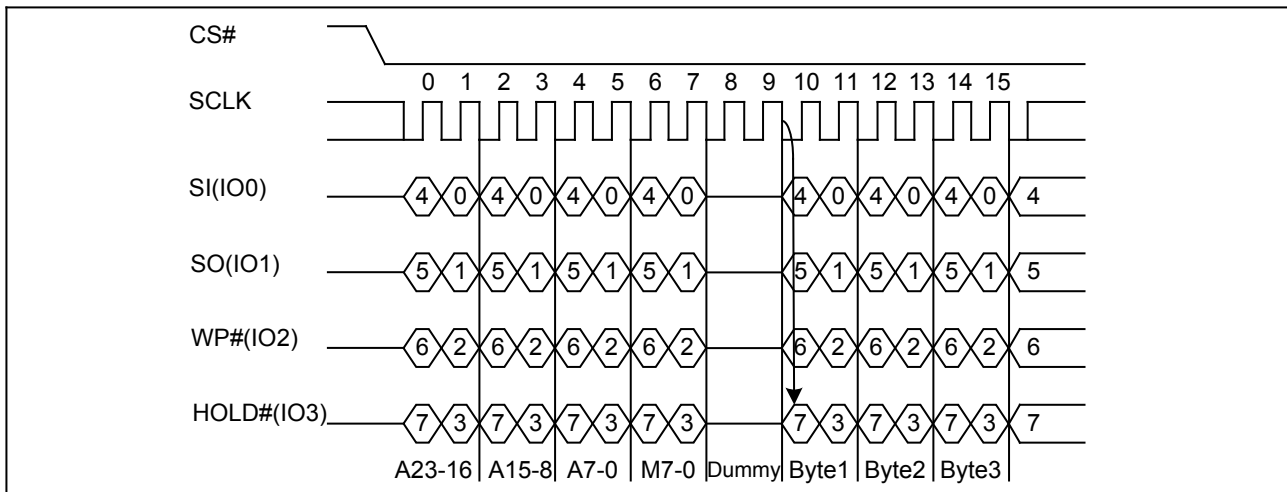 CS#
0 1 2 3 4 5 6 7 8 9 10 11 12 13 14 15
SCLK
SI(IO0) 4 0 4 0 4 0 4 0 4 0 4 0 4 0 4
SO(IO1) 5 1 5 1 5 1 5 1 5 1 5 1 5 1 5
WP#(IO2) 6 2 6 2 6 2 6 2 6 2 6 2 6 2 6
HOLD#(IO3) 7 3 7 3 7 3 7 3 7 3 7 3 7 3 7
A23-16 A15-8 A7-0 M7-0 Dummy Byte1 Byte2 Byte3